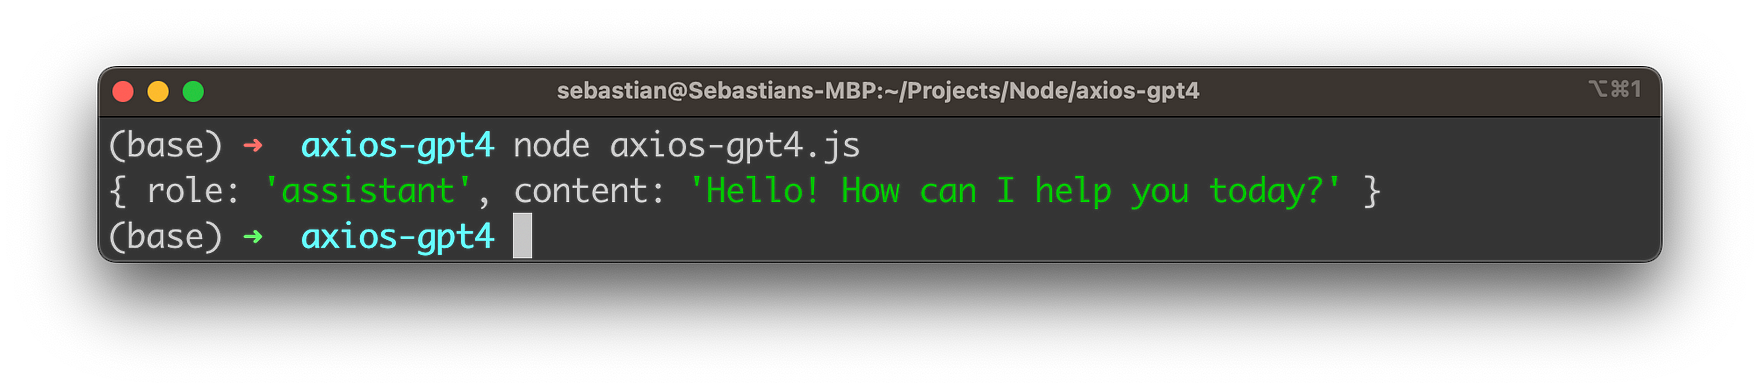 sebastian@Sebastians-MBP:~/Projects/Node/axios-gpt4 ⌥⌘1
(base) ➜ axios-gpt4 node axios-gpt4.js
{ role: 'assistant', content: 'Hello! How can I help you today?' }
(base) ➜ axios-gpt4